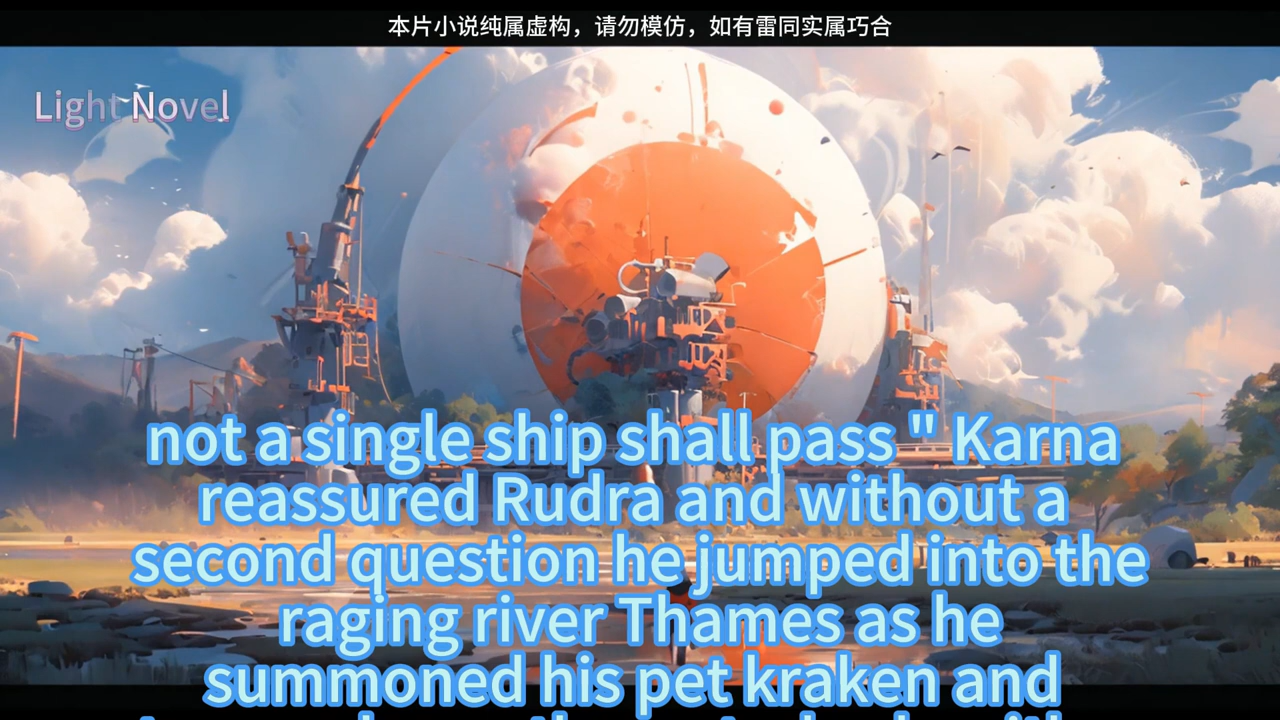 本片小说纯属虚构，请勿模仿，如有雷同实属巧合
Light Novel
not a single ship shall pass " Karna
reassured Rudra and without a
second question he jumped into the
raging river Thames as he
summoned his pet kraken and